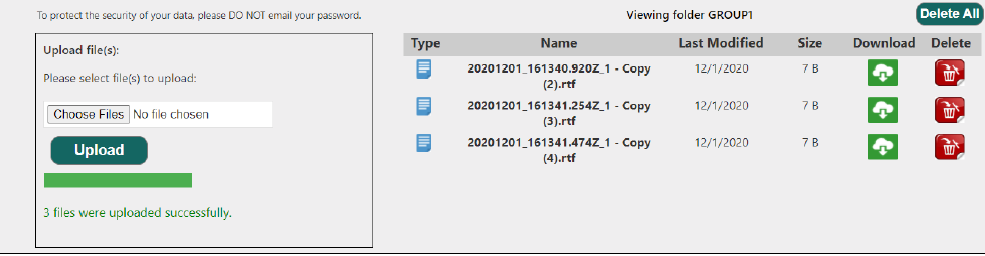 To protect the security of your data, please DO NOT email your password.
Viewing folder GROUP1
Delete All
Upload file(s):
Please select file(s) to upload:
Choose Files No file chosen
Upload
3 files were uploaded successfully.
Type Name Last Modified Size Download Delete
20201201_161340.920Z_1 - Copy 12/1/2020 7 B
(2).rtf
20201201_161341.254Z_1 - Copy 12/1/2020 7 B
(3).rtf
20201201_161341.474Z_1 - Copy 12/1/2020 7 B
(4).rtf